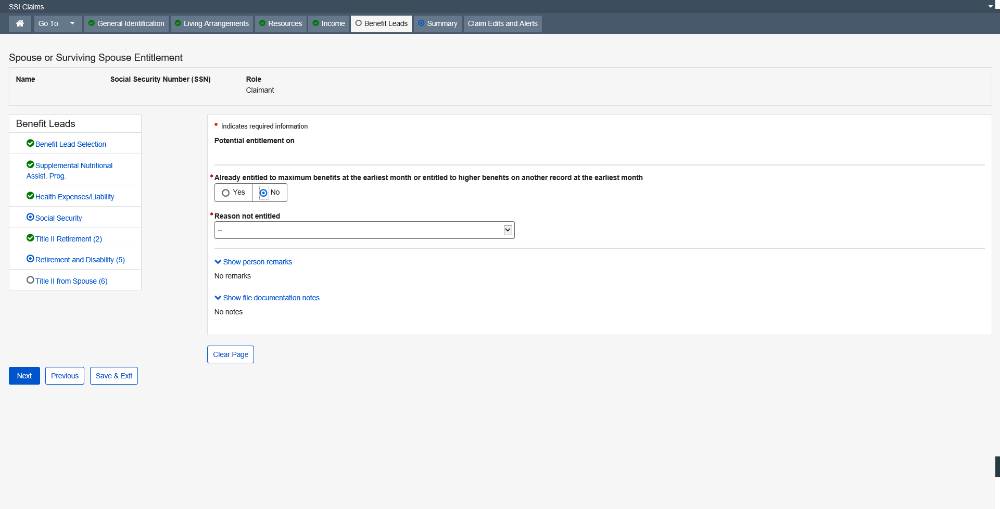 SSI Claims
Go To
General Identification
Living Arrangements
Resources
Income
Benefit Leads
Summary
Claim Edits and Alerts
Spouse or Surviving Spouse Entitlement
Name
Social Security Number (SSN)
Role
Claimant
Benefit Leads
Benefit Lead Selection
Supplemental Nutritional
Assist. Prog.
Health Expenses/Liability
Social Security
Title II Retirement (2)
Retirement and Disability (5)
Title II from Spouse (6)
* Indicates required information
Potential entitlement on
*Already entitled to maximum benefits at the earliest month or entitled to higher benefits on another record at the earliest month
Yes
No
*Reason not entitled
--
Show person remarks
No remarks
Show file documentation notes
No notes
Clear Page
Next
Previous
Save & Exit